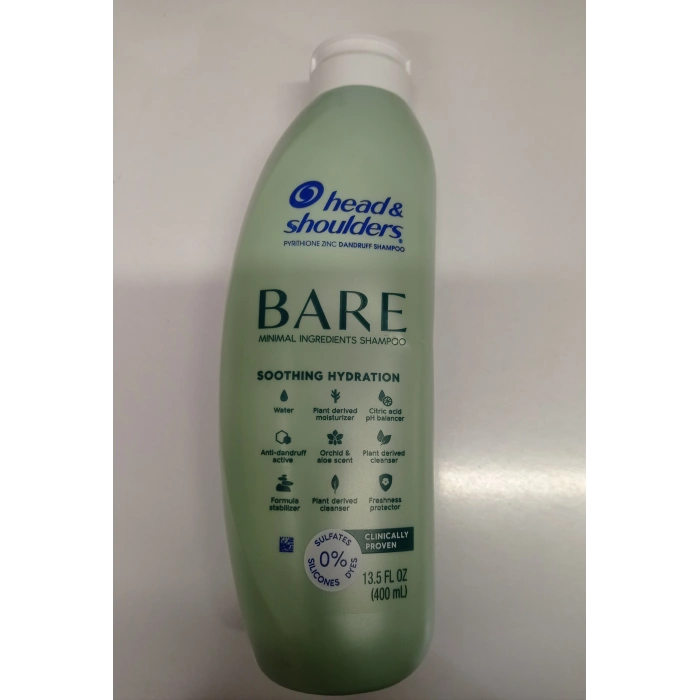 head &
shoulders®
PYRITHIONE ZINC DANDRUFF SHAMPOO
BARE
MINIMAL INGREDIENTS SHAMPOO
SOOTHING HYDRATION
Water
Plant derived
moisturizer
Citric acid
pH balancer
Anti-dandruff
active
Orchid &
aloe scent
Plant derived
cleanser
Formula
stabilizer
Plant derived
cleanser
Freshness
protector
SULFATES
0%
SILICONES DYES
CLINICALLY
PROVEN
13.5 FL OZ
(400 mL)